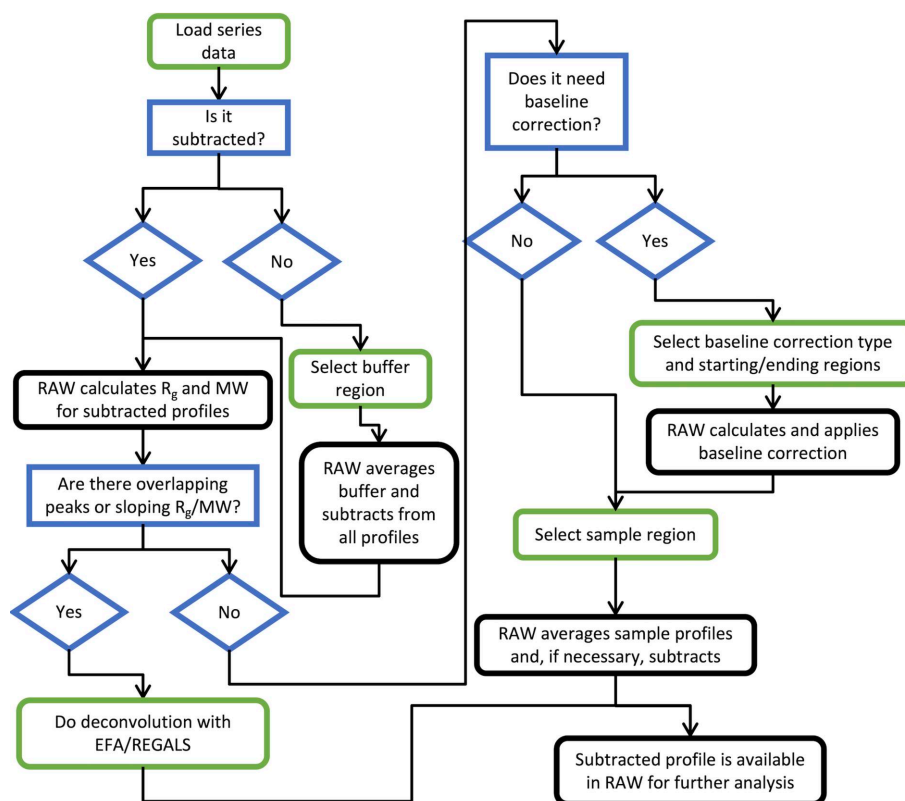 Load series
data
Is it
subtracted?
Yes
No
Select buffer
region
RAW averages
buffer and
subtracts from
all profiles
RAW calculates Rg and MW
for subtracted profiles
Are there overlapping
peaks or sloping Rg/MW?
Yes
No
Do deconvolution with
EFA/REGALS
Does it need
baseline
correction?
No
Yes
Select baseline correction type
and starting/ending regions
RAW calculates and applies
baseline correction
Select sample region
RAW averages sample profiles
and, if necessary, subtracts
Subtracted profile is available
in RAW for further analysis